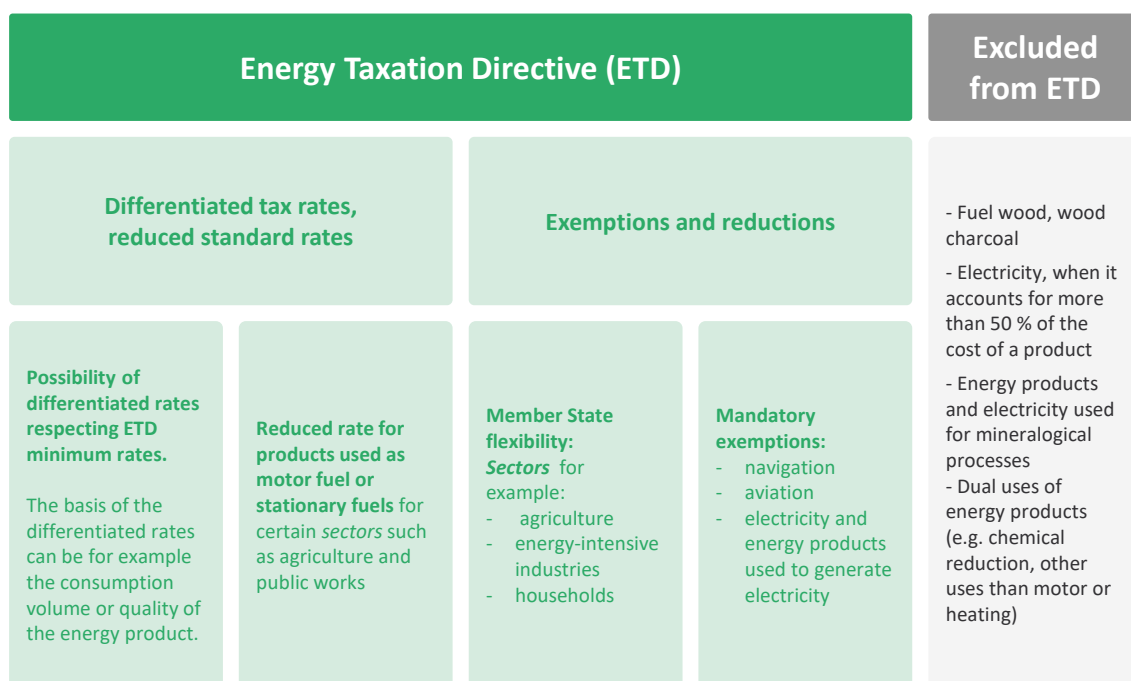 Energy Taxation Directive (ETD)
Excluded
from ETD
Differentiated tax rates,
reduced standard rates
Exemptions and reductions
Possibility of
differentiated rates
respecting ETD
minimum rates.
The basis of the
differentiated rates
can be for example
the consumption
volume or quality of
the energy product.
Reduced rate for
products used as
motor fuel or
stationary fuels for
certain sectors such
as agriculture and
public works
Member State
flexibility:
Sectors for
example:
- agriculture
- energy-intensive
industries
- households
Mandatory
exemptions:
- navigation
- aviation
- electricity and
energy products
used to generate
electricity
- Fuel wood, wood
charcoal
- Electricity, when it
accounts for more
than 50 % of the
cost of a product
- Energy products
and electricity used
for mineralogical
processes
- Dual uses of
energy products
(e.g. chemical
reduction, other
uses than motor or
heating)